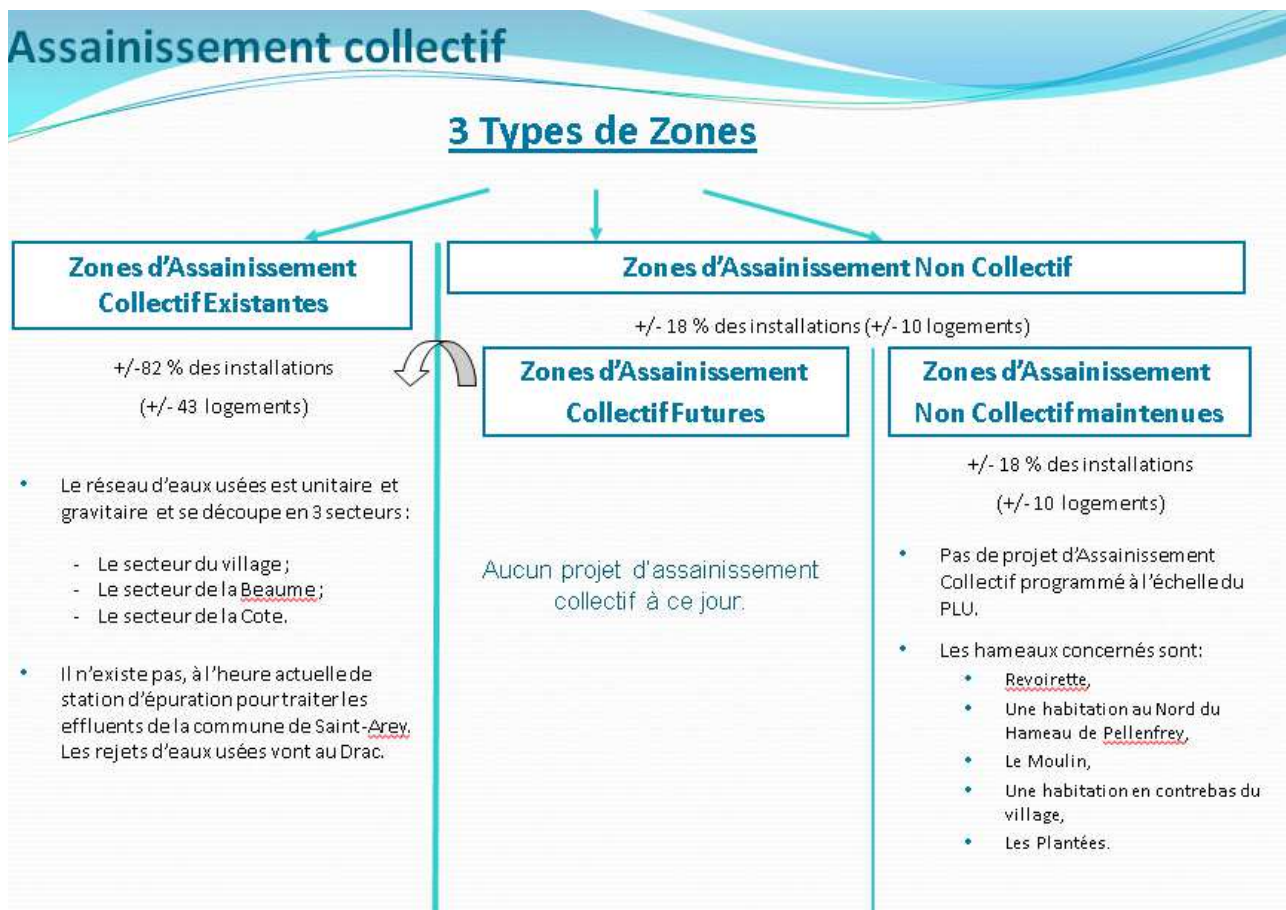 Assainissement collectif
3 Types de Zones
Zones d'Assainissement
Collectif Existantes
+/-82 % des installations
(+/- 43 logements)
• Le réseau d'eaux usées est unitaire et
gravitaire et se découpe en 3 secteurs :
- Le secteur du village ;
- Le secteur de la Beaume ;
- Le secteur de la Cote.
• Il n'existe pas, à l'heure actuelle de
station d'épuration pour traiter les
effluents de la commune de Saint-Arey.
Les rejets d'eaux usées vont au Drac.
Zones d'Assainissement Non Collectif
+/- 18 % des installations (+/- 10 logements)
Zones d'Assainissement
Collectif Futures
Aucun projet d'assainissement
collectif à ce jour.
Zones d'Assainissement
Non Collectif maintenues
+/- 18 % des installations
(+/- 10 logements)
• Pas de projet d'Assainissement
Collectif programmé à l'échelle du
PLU.
• Les hameaux concernés sont:
• Revoirette,
• Une habitation au Nord du
Hameau de Pellenfrey,
• Le Moulin,
• Une habitation en contrebas du
village,
• Les Plantées.